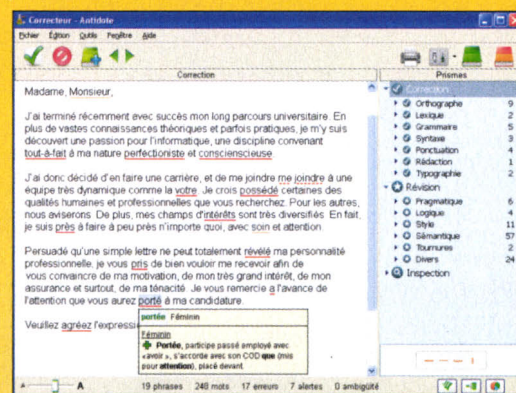 Correcteur - Antidote
Fichier Édition Outils Fenêtre Aide
Correction
Prismes
Madame, Monsieur,
J'ai terminé récemment avec succès mon long parcours universitaire. En
plus de vastes connaissances théoriques et parfois pratiques, je m'y suis
découvert une passion pour l'informatique, une discipline convenant
tout-à-fait à ma nature perfectioniste et consciencieuse
J'ai donc décidé d'en faire une carrière, et de me joindre me joindre à une
équipe très dynamique comme la votre. Je crois possédé certaines des
qualités humaines et professionnelles que vous recherchez. Pour les autres,
nous aviserons. De plus, mes champs d'intérêts sont très diversifiés. En fait,
je suis près à faire à peu près n'importe quoi, avec soin et attention
Persuadé qu'une simple lettre ne peut totalement révélé ma personnalité
professionnelle, je vous pris de bien vouloir me recevoir afin de
vous convaincre de ma motivation, de mon très grand intérêt, de mon
assurance et surtout, de ma ténacité. Je vous remercie a l'avance de
l'attention que vous aurez porté à ma candidature.
Veuillez agréez l'expressi
portée Féminin
Féminin
Portée, participe passé employé avec
«avoir», s'accorde avec son COD que (mis
pour attention), placé devant
Correction
Orthographe 9
Lexique 2
Grammaire 5
Syntaxe 3
Ponctuation 4
Rédaction 1
Typographie 2
Révision
Pragmatique 6
Logique 4
Style 11
Sémantique 57
Tournures 2
Divers 24
Inspection
A A 19 phrases 248 mots 17 erreurs 7 alertes 0 ambiguïté